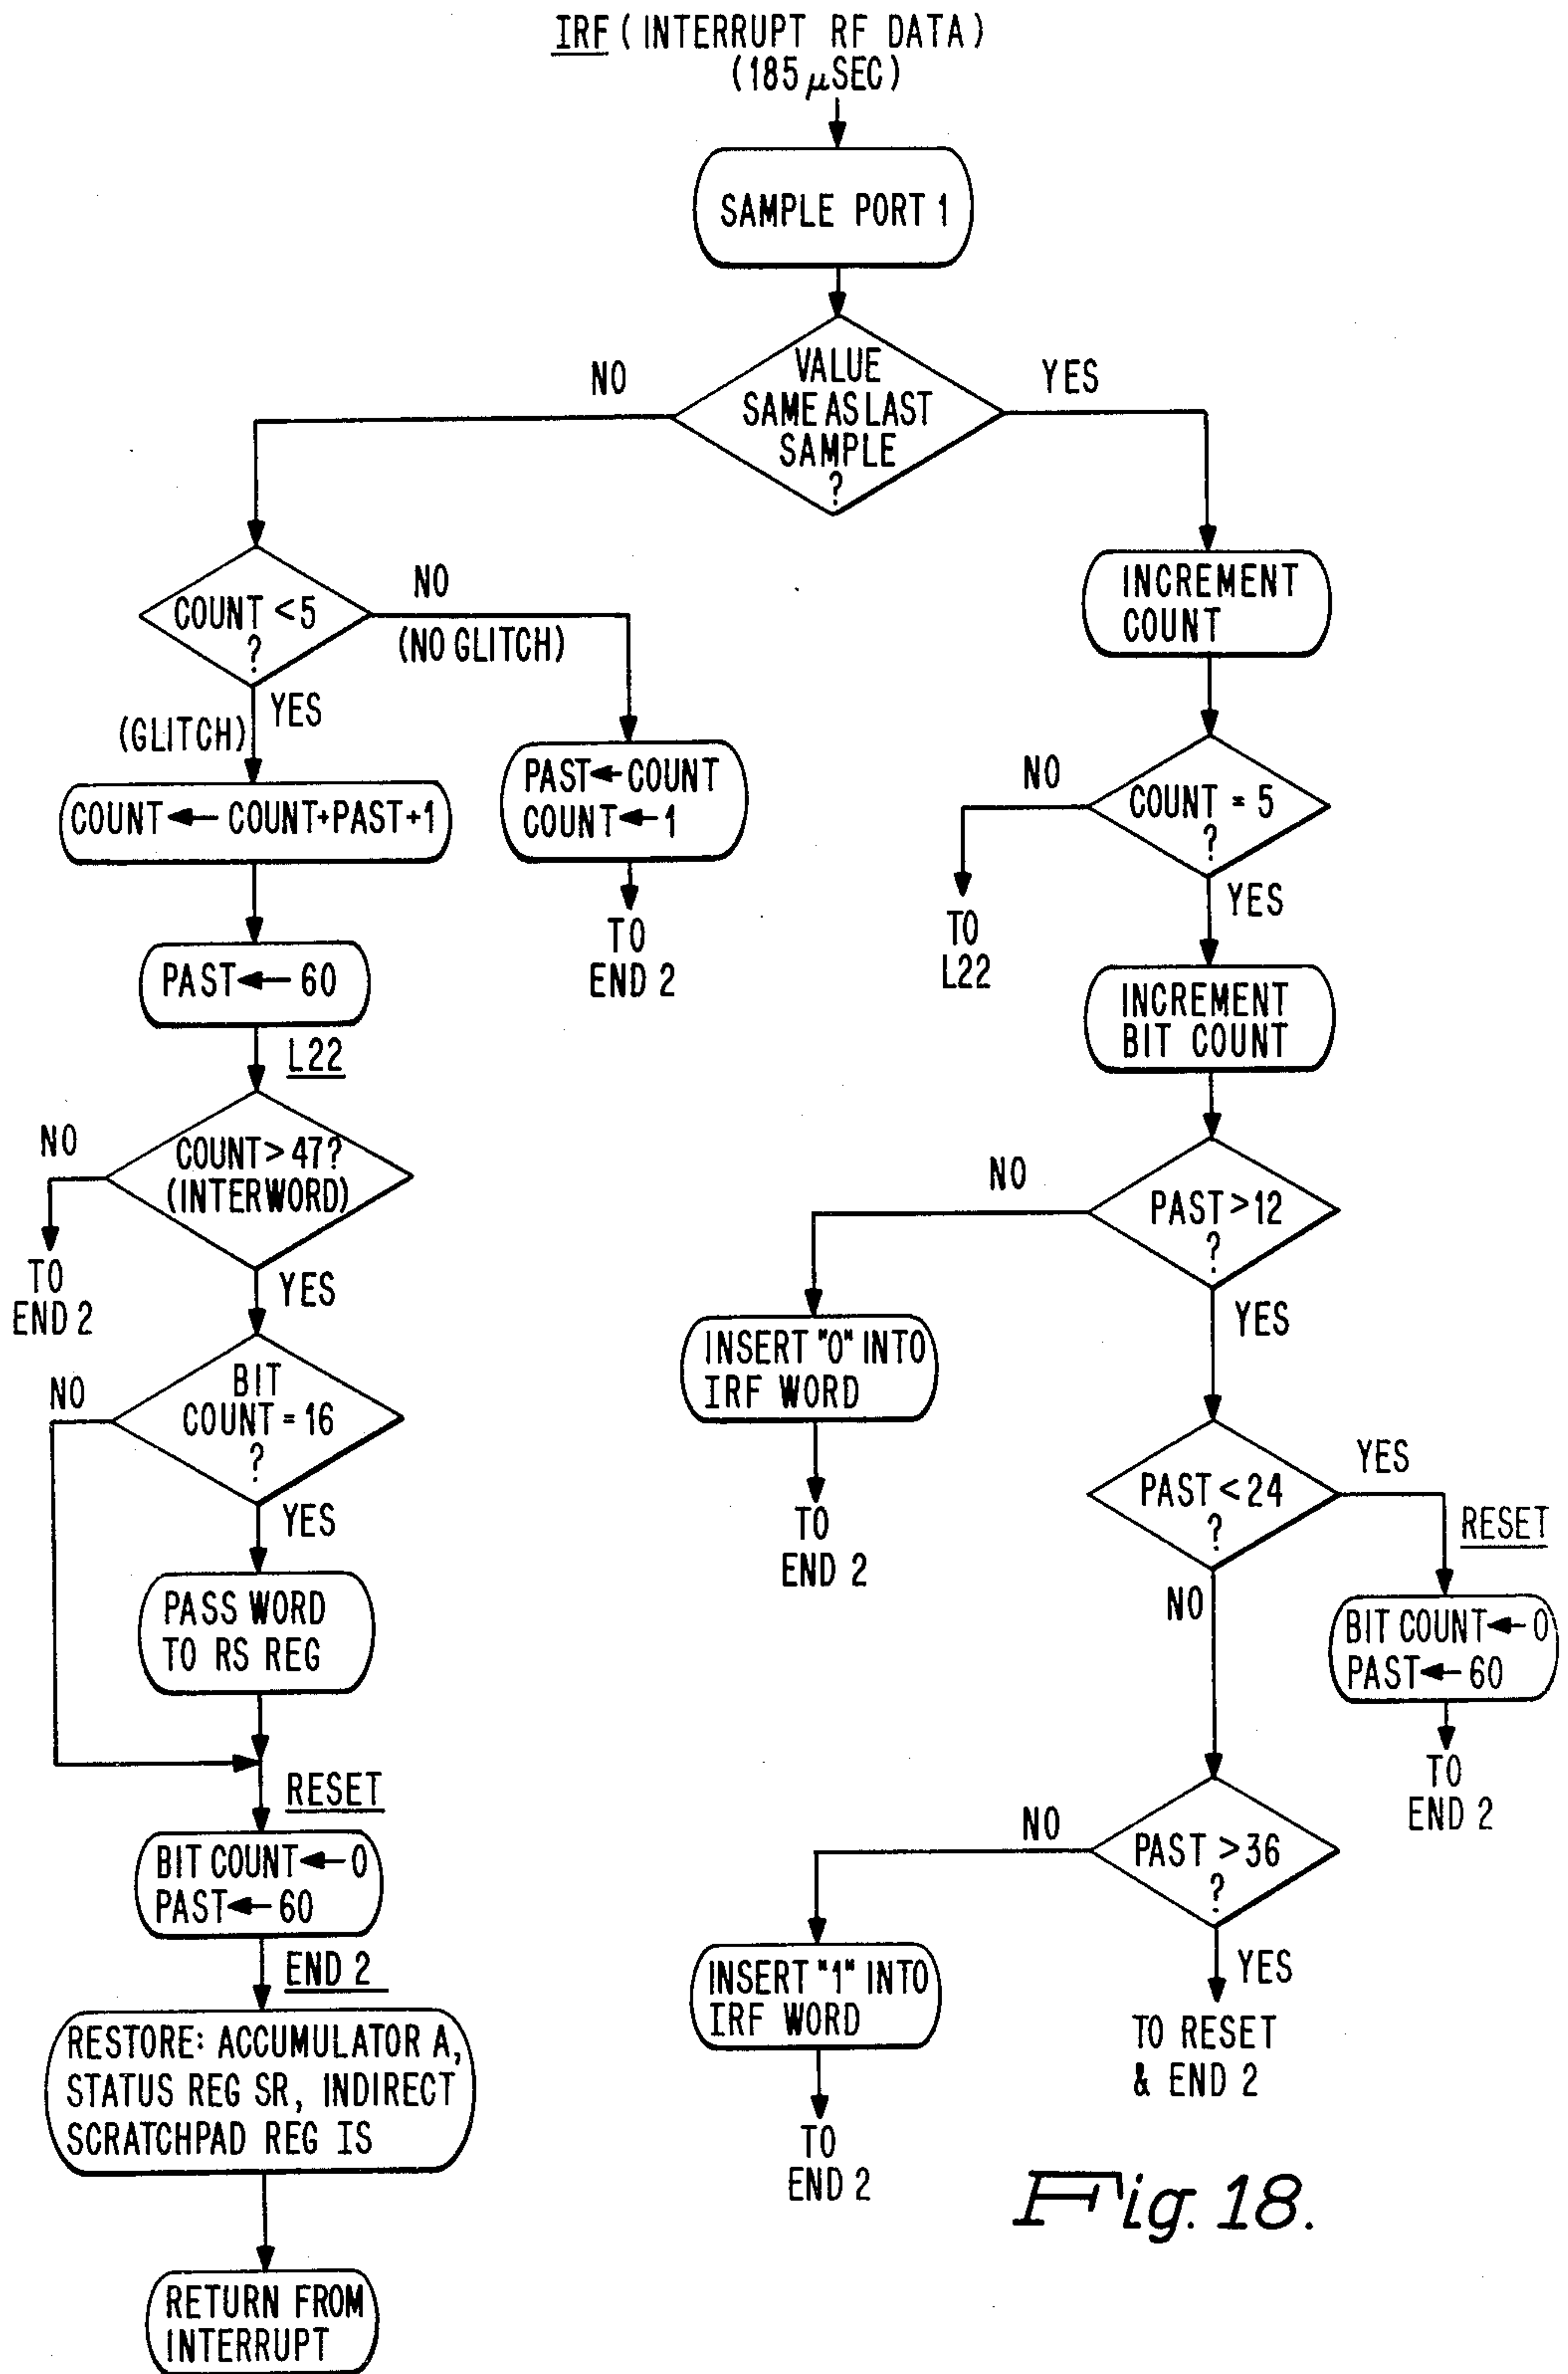 IRF (INTERRUPT RF DATA)
(185 μSEC)
SAMPLE PORT 1
VALUE
SAME AS LAST
SAMPLE
?
NO
YES
COUNT <5
?
NO
(NO GLITCH)
YES
(GLITCH)
PAST←COUNT
COUNT←1
TO
END 2
COUNT← COUNT+PAST+1
PAST← 60
L22
COUNT> 47?
(INTERWORD)
NO
TO
END 2
YES
BIT
COUNT = 16
?
NO
YES
PASS WORD
TO RS REG
RESET
BIT COUNT←0
PAST←60
END 2
RESTORE: ACCUMULATOR A,
STATUS REG SR, INDIRECT
SCRATCHPAD REG IS
RETURN FROM
INTERRUPT
INCREMENT
COUNT
COUNT = 5
?
NO
TO
L22
YES
INCREMENT
BIT COUNT
PAST>12
?
NO
INSERT "0" INTO
IRF WORD
TO
END 2
YES
PAST<24
?
YES
RESET
BIT COUNT←0
PAST←60
TO
END 2
NO
PAST >36
?
NO
INSERT "1" INTO
IRF WORD
TO
END 2
YES
TO RESET
& END 2
Fig. 18.